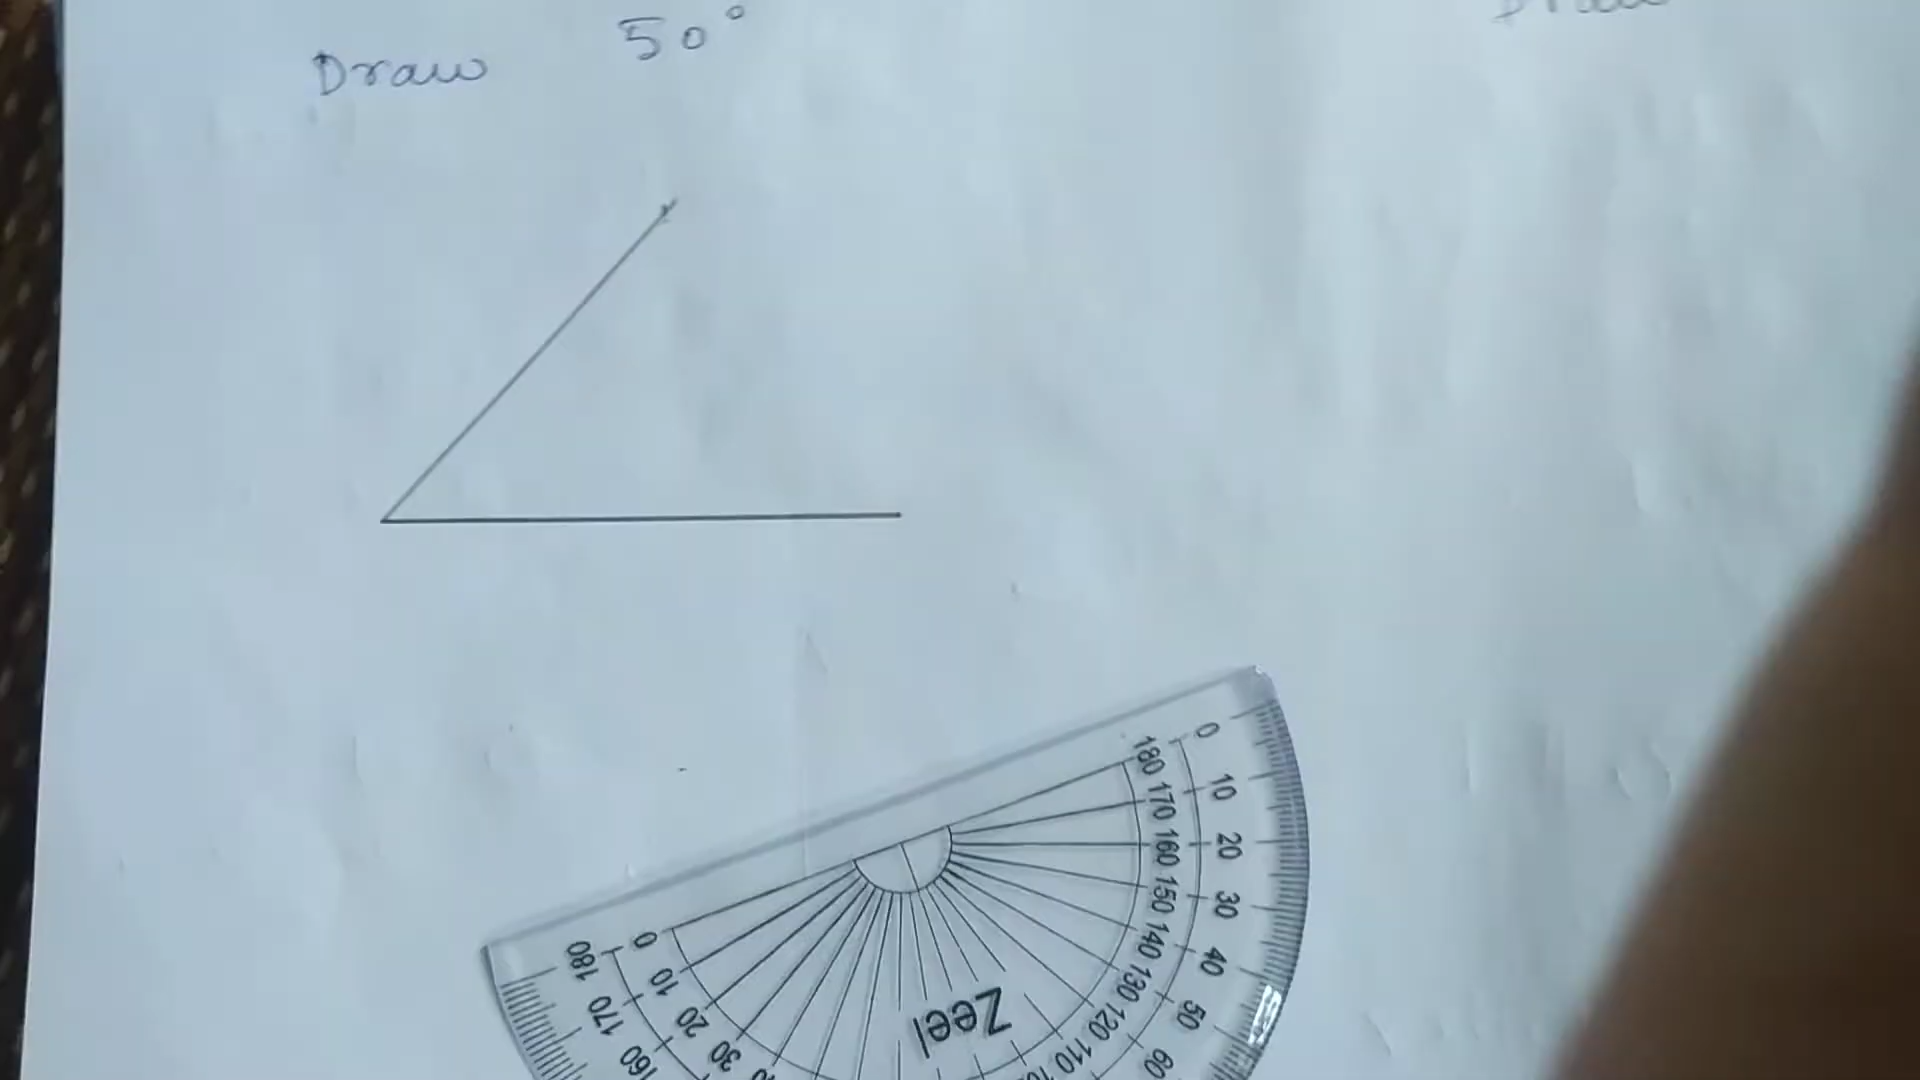 Draw 50°
Draw
0 10 20 30 40 50 60
180 170 160 150 140 130 120 110
0 10 20 30
180 170 160
Zeel